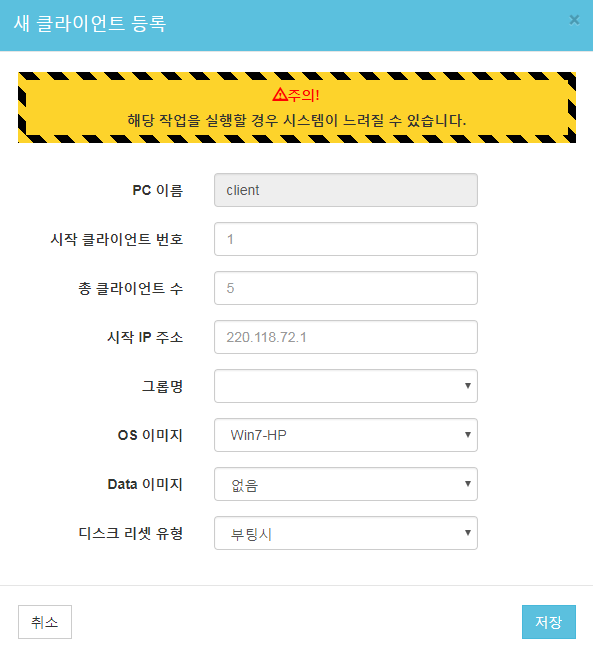 새 클라이언트 등록 ×
⚠주의!
해당 작업을 실행할 경우 시스템이 느려질 수 있습니다.
PC 이름 client
시작 클라이언트 번호 1
총 클라이언트 수 5
시작 IP 주소 220.118.72.1
그룹명
OS 이미지 Win7-HP
Data 이미지 없음
디스크 리셋 유형 부팅시
취소 저장